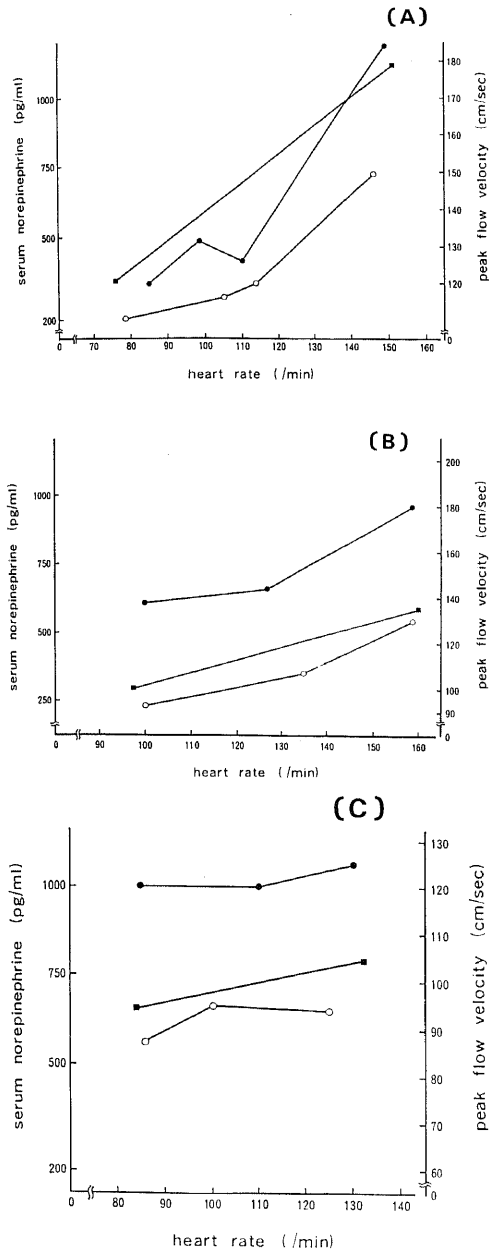 (A)
serum norepinephrine (pg/ml)
1000
750
500
200
0 70 80 90 100 110 120 130 140 150 160
heart rate (/min)
180
170
160
150
140
130
120
0
peak flow velocity (cm/sec)
(B)
serum norepinephrine (pg/ml)
1000
750
500
250
0 90 100 110 120 130 140 150 160
heart rate (/min)
200
180
160
140
120
100
90
0
peak flow velocity (cm/sec)
(C)
serum norepinephrine (pg/ml)
1000
750
500
200
0 80 90 100 110 120 130 140
heart rate (/min)
130
120
110
100
90
80
70
60
0
peak flow velocity (cm/sec)